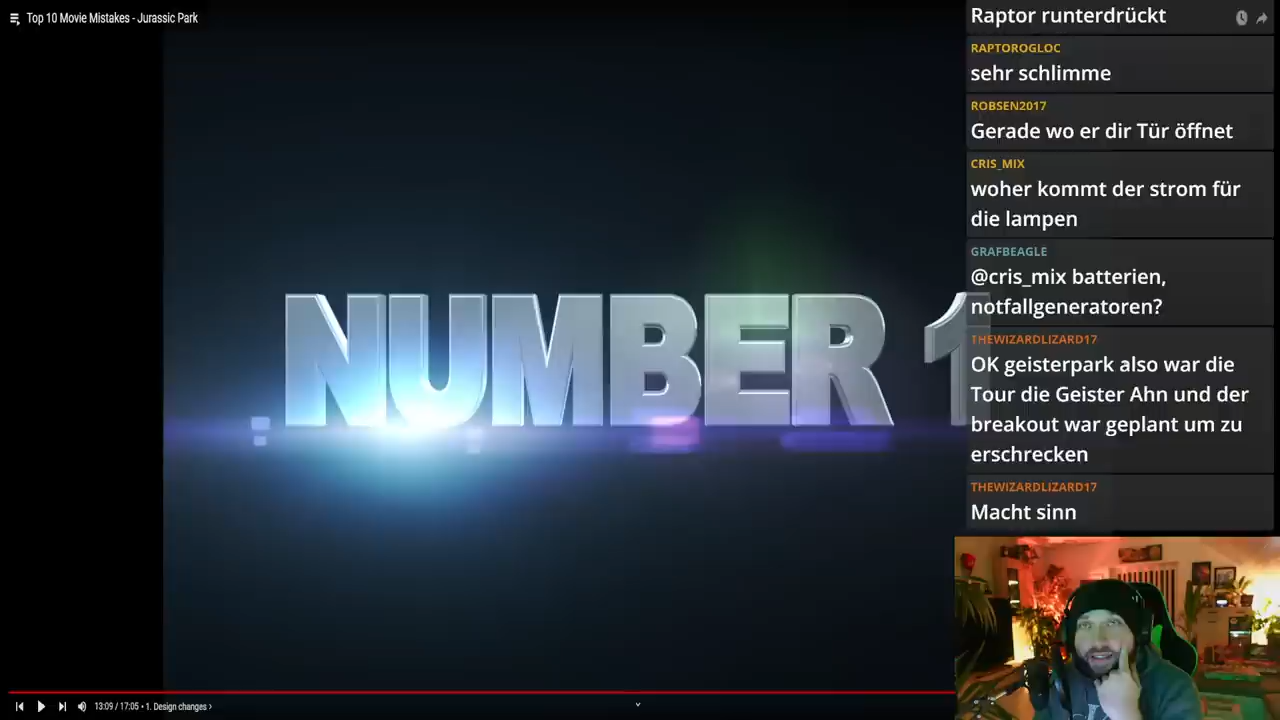 Top 10 Movie Mistakes - Jurassic Park
NUMBER 1
13:09 / 17:05 • 1. Design changes ›
Raptor runterdrückt
RAPTOROGLOC
sehr schlimme
ROBSEN2017
Gerade wo er dir Tür öffnet
CRIS_MIX
woher kommt der strom für
die lampen
GRAFBEAGLE
@cris_mix batterien,
notfallgeneratoren?
THEWIZARDLIZARD17
OK geisterpark also war die
Tour die Geister Ahn und der
breakout war geplant um zu
erschrecken
THEWIZARDLIZARD17
Macht sinn